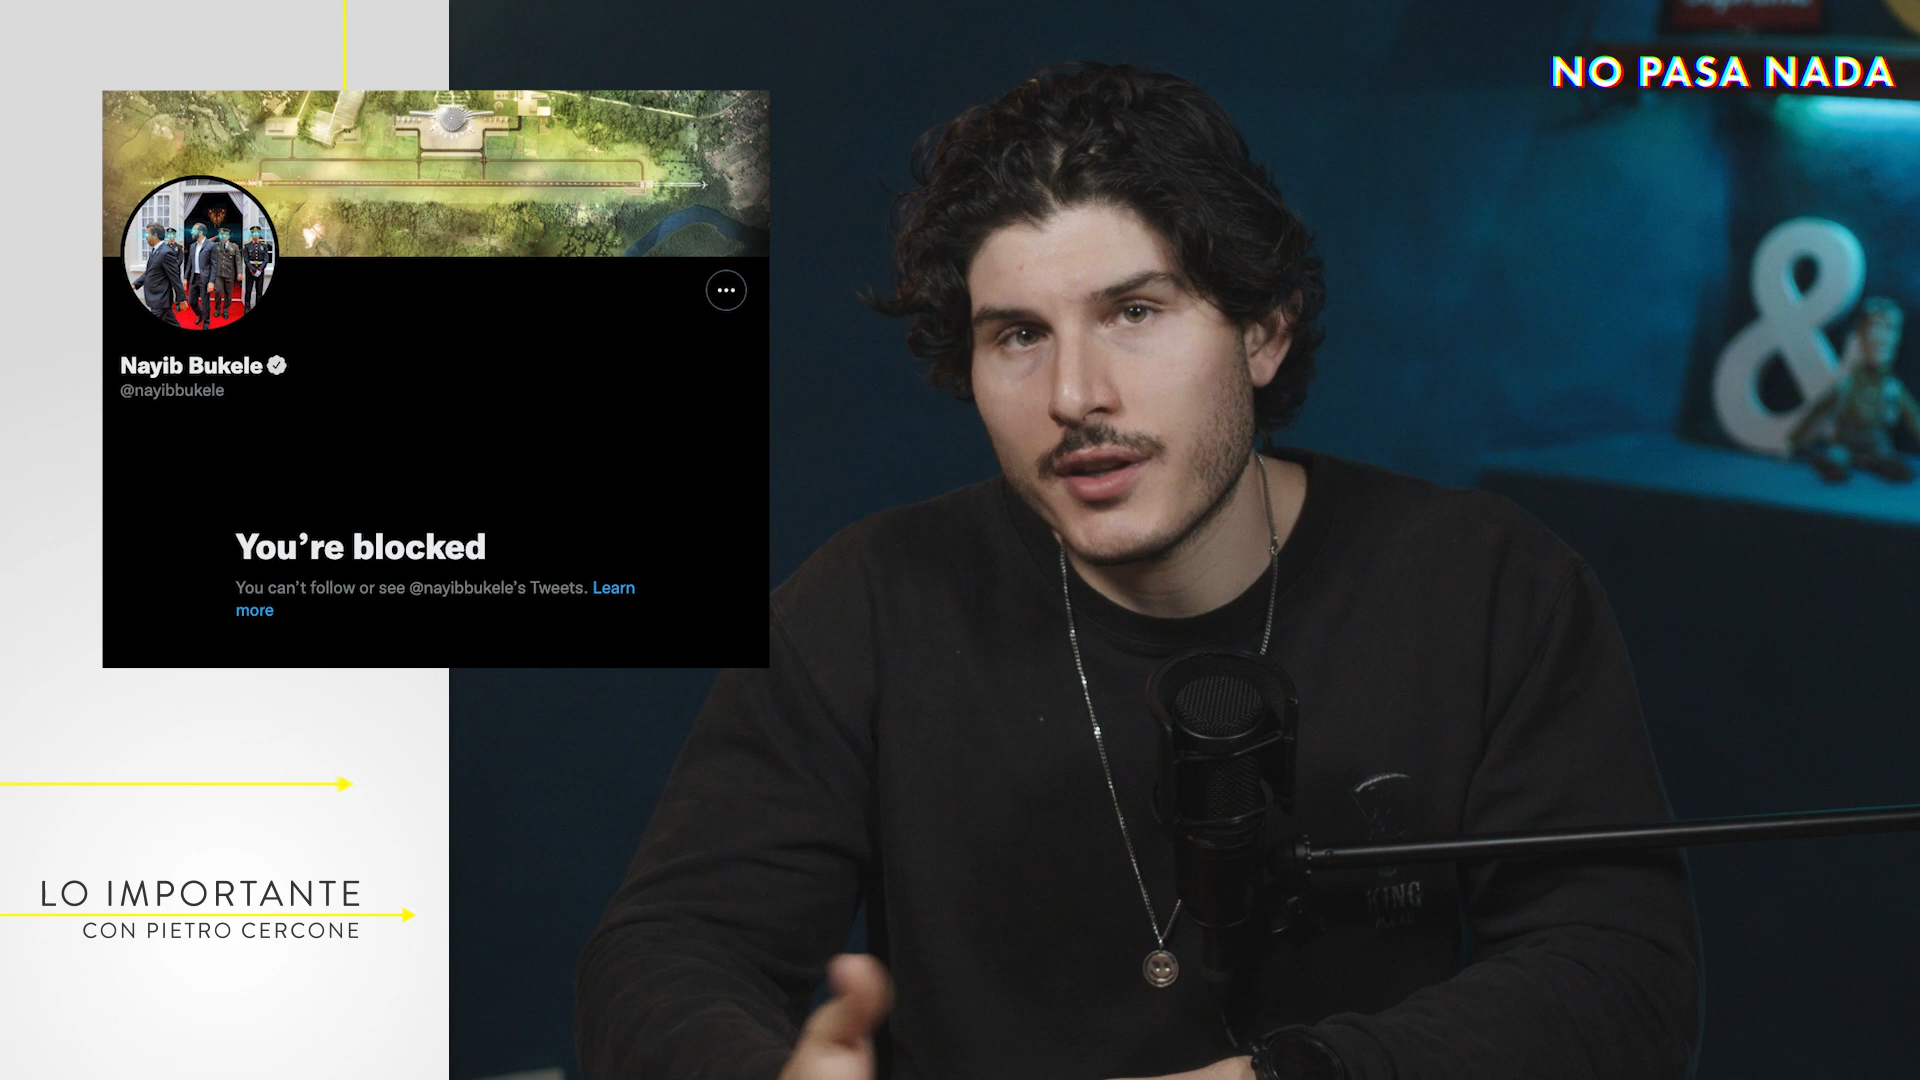 NO PASA NADA
Nayib Bukele
@nayibbukele
You’re blocked
You can’t follow or see @nayibbukele’s Tweets. Learn
more
LO IMPORTANTE
CON PIETRO CERCONE
KING